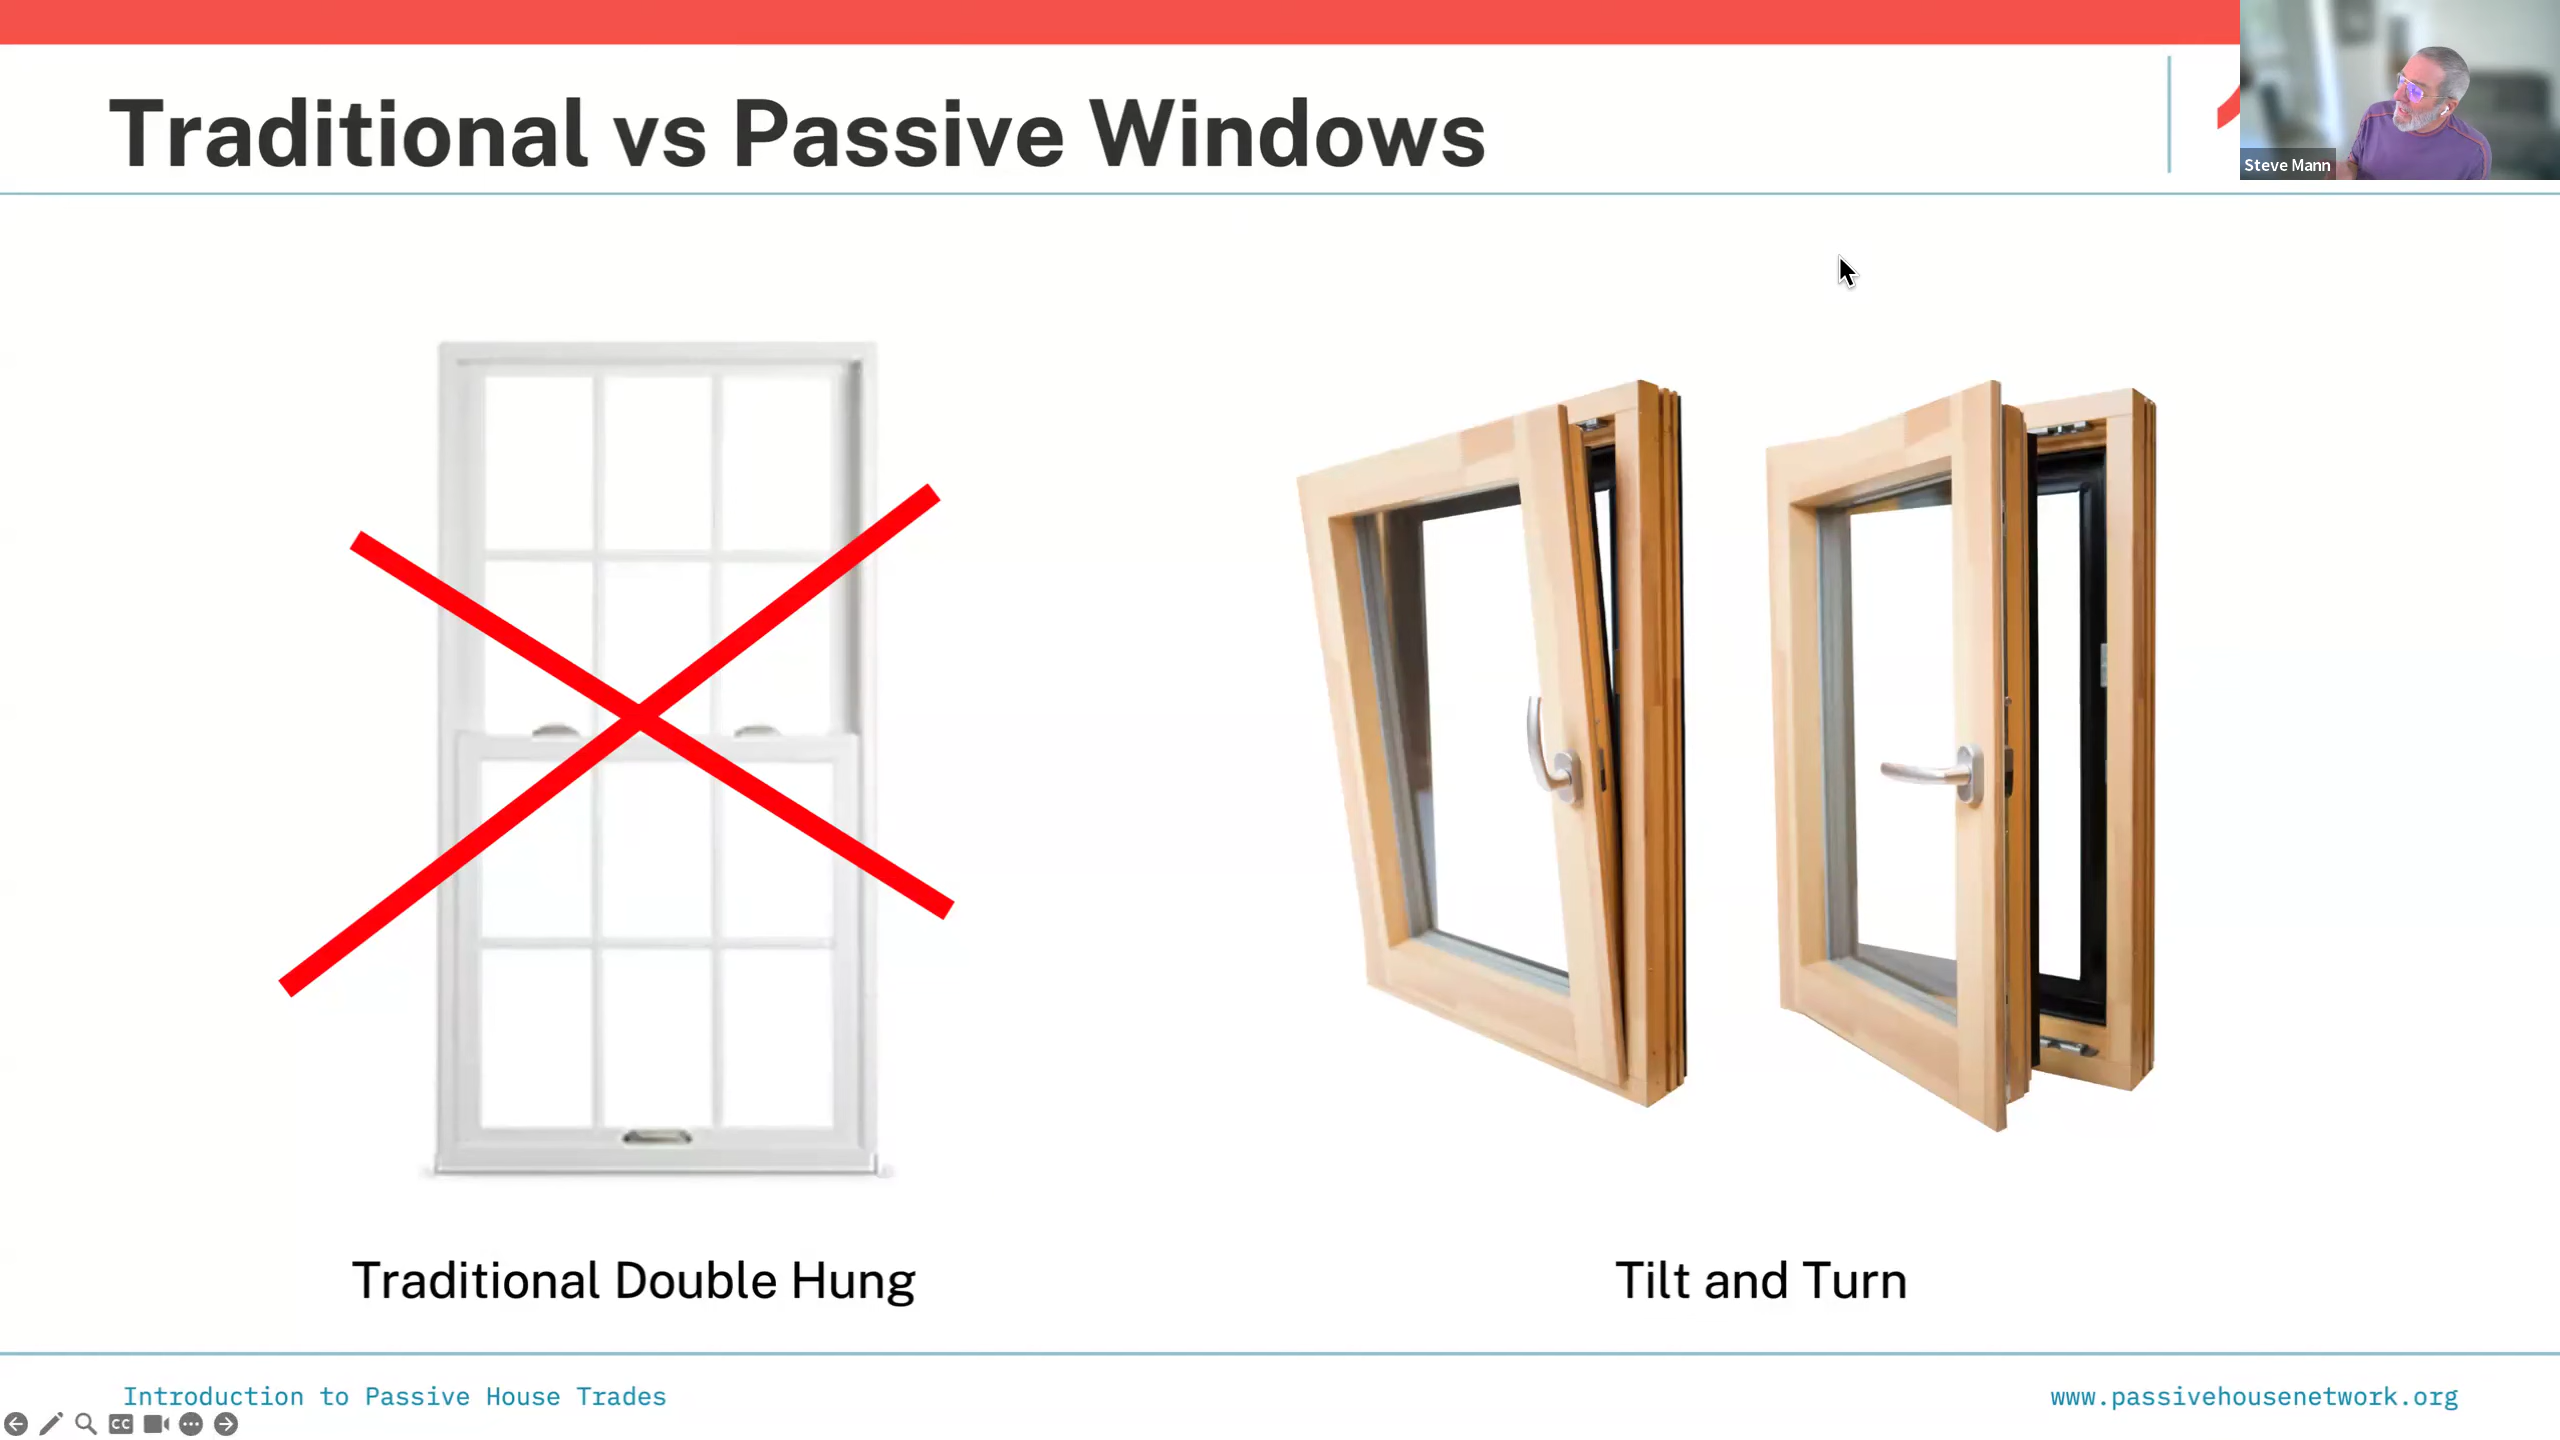 Traditional vs Passive Windows
Steve Mann
Traditional Double Hung
Tilt and Turn
Introduction to Passive House Trades
www.passivehousenetwork.org
CC